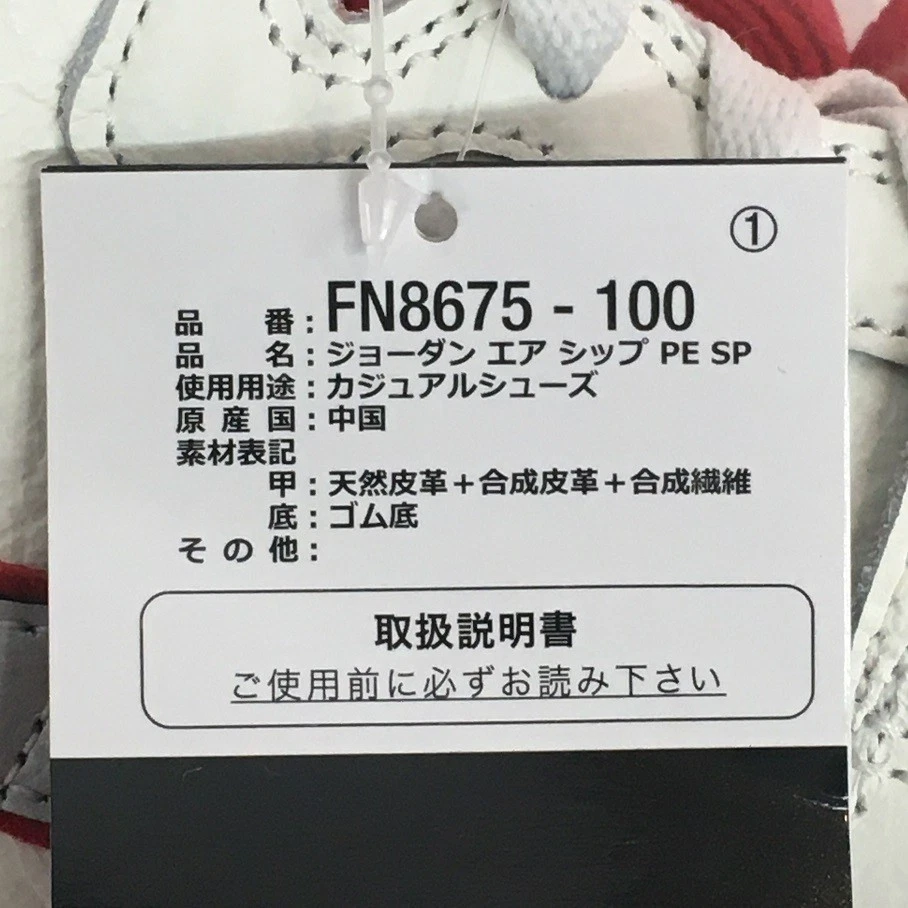 ①
品番：FN8675 - 100
品名：ジョーダン エア シップ PE SP
使用用途：カジュアルシューズ
原産国：中国
素材表記
甲：天然皮革＋合成皮革＋合成繊維
底：ゴム底
その他：
取扱説明書
ご使用前に必ずお読み下さい